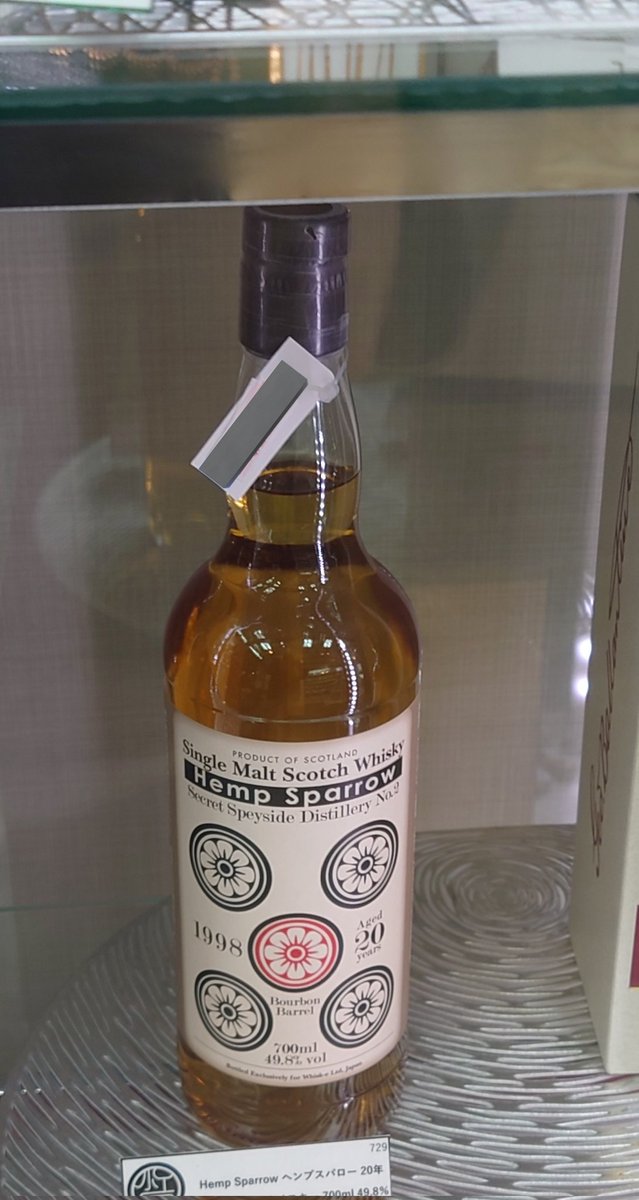 PRODUCT OF SCOTLAND
Single Malt Scotch Whisky
Hemp Sparrow
Secret Speyside Distillery No.2
1998
Aged
20
years
Bourbon
Barrel
700ml
49.8% vol
Bottled Exclusively for Whisk-e Ltd, Japan
729
Hemp Sparrow ヘンプスパロー 20年
700ml 49.8%